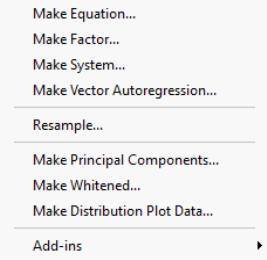 Make Equation...
Make Factor...
Make System...
Make Vector Autoregression...
Resample...
Make Principal Components...
Make Whitened...
Make Distribution Plot Data...
Add-ins